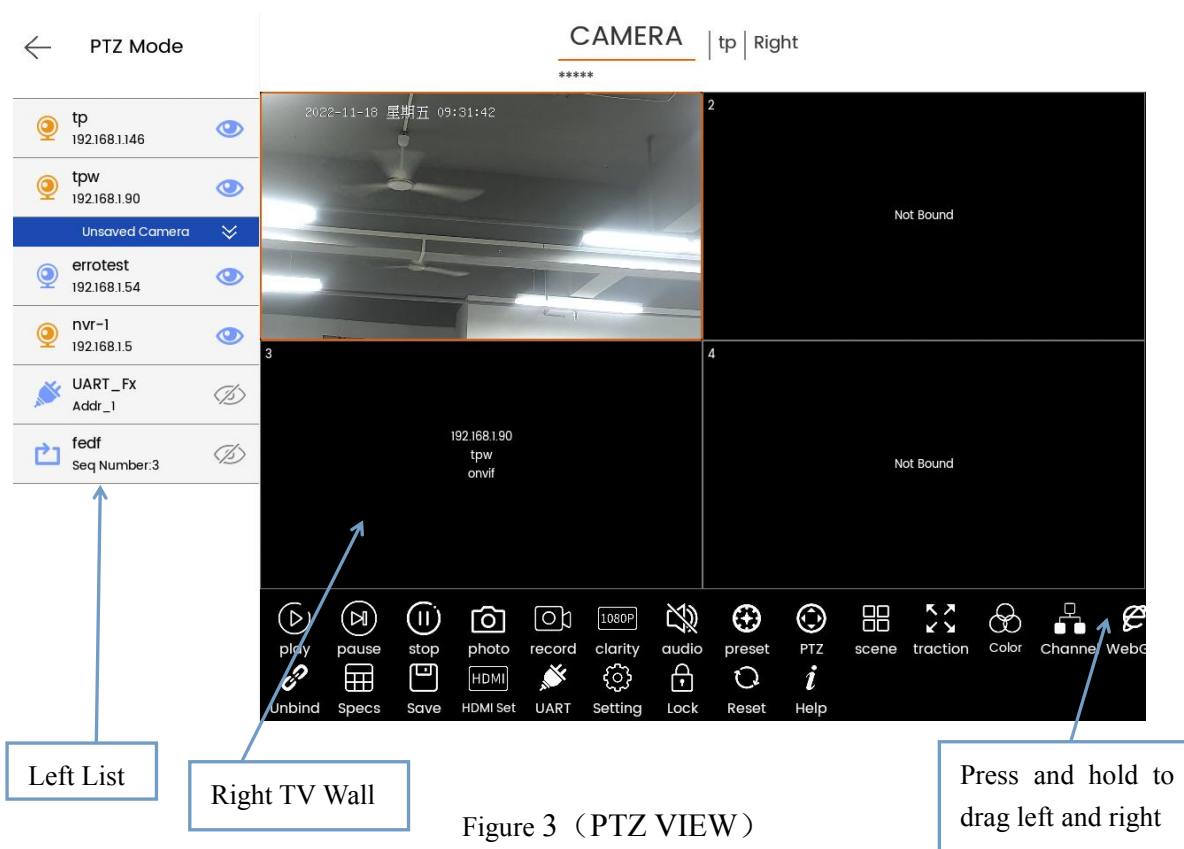 PTZ Mode
CAMERA | tp | Right
*****
tp
192.168.1.146
tpw
192.168.1.90
Unsaved Camera
errotest
192.168.1.54
nvr-1
192.168.1.5
UART_Fx
Addr_1
fedf
Seq Number:3
2022-11-18 星期五 09:31:42
2
Not Bound
3
192.168.1.90
tpw
onvif
4
Not Bound
1080P
play pause stop photo record clarity audio preset PTZ scene traction Color Channel WebG
HDMI
Unbind Specs Save HDMI Set UART Setting Lock Reset Help
Left List
Right TV Wall
Press and hold to
drag left and right
Figure 3（PTZ VIEW）